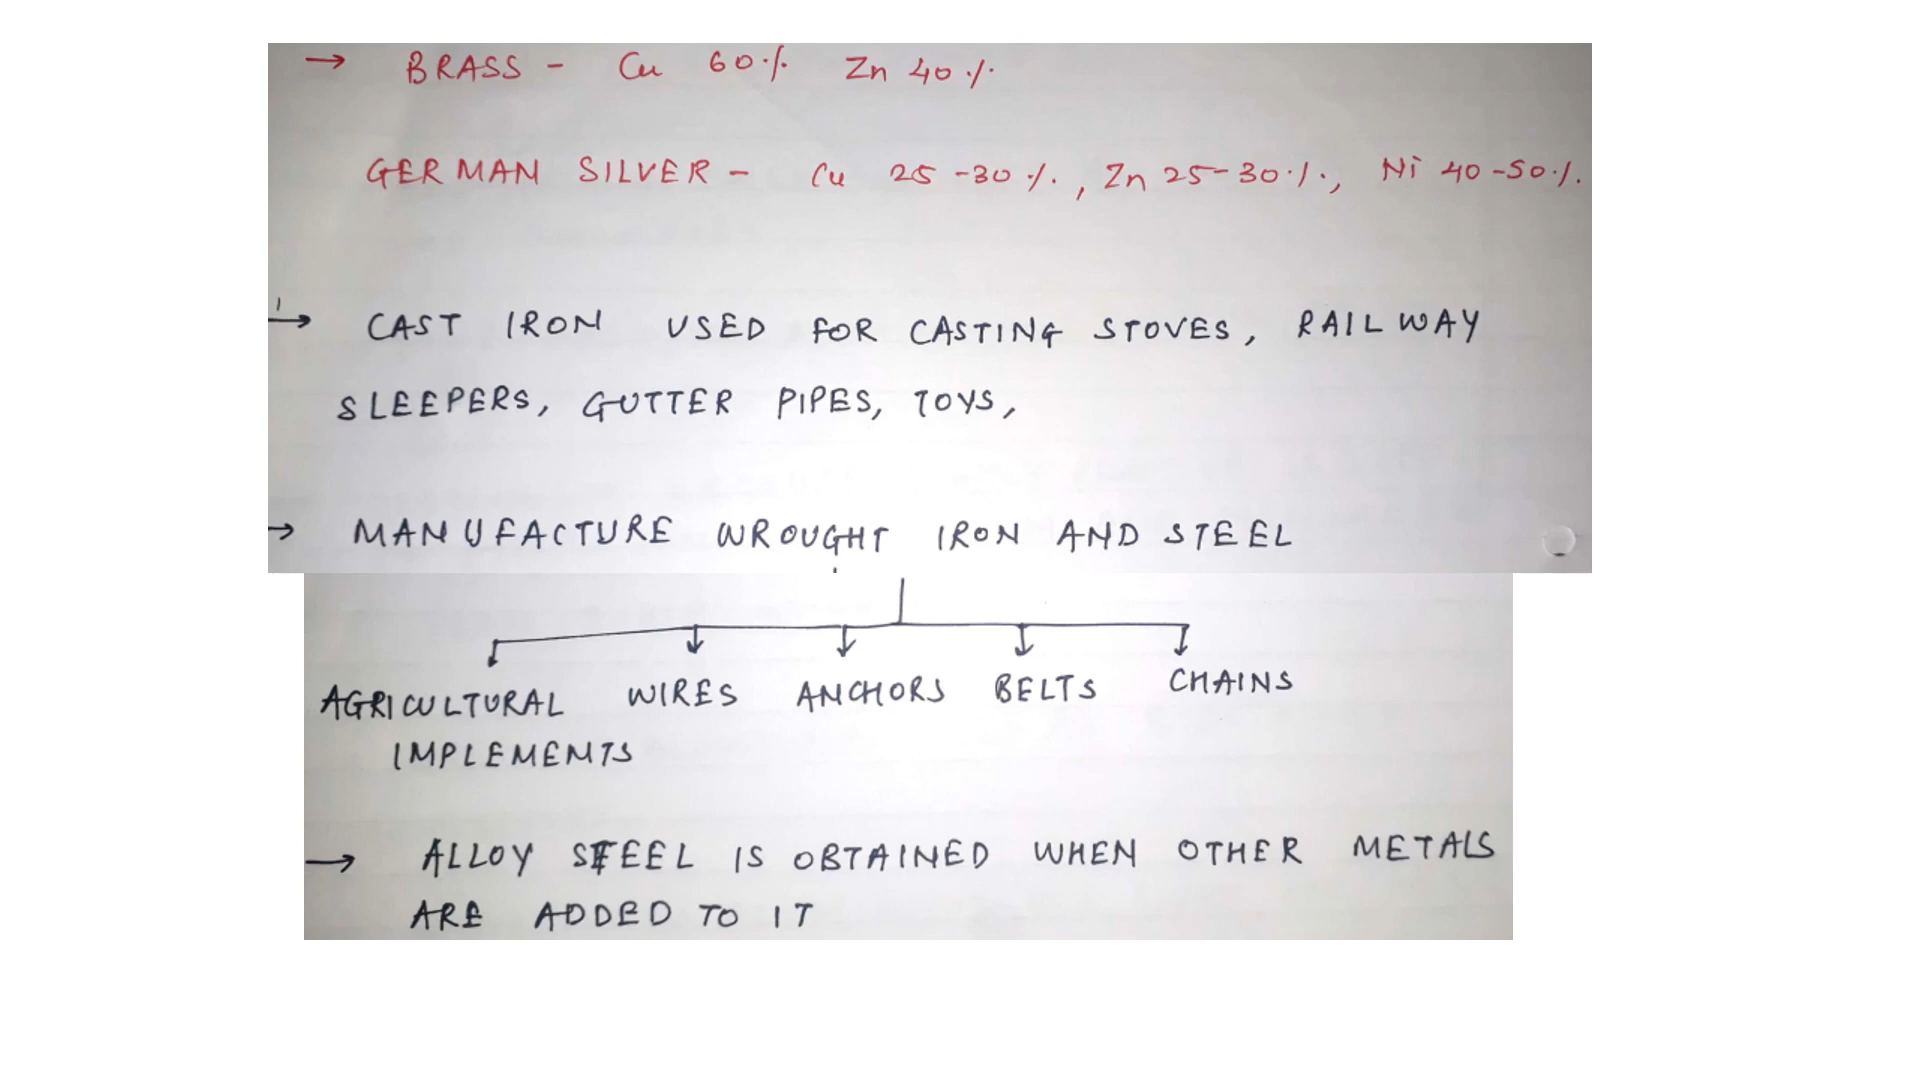 → BRASS - Cu 60% Zn 40%
GERMAN SILVER - Cu 25-30%, Zn 25-30%, Ni 40-50%.
→ CAST IRON USED FOR CASTING STOVES, RAILWAY
SLEEPERS, GUTTER PIPES, TOYS,
→ MANUFACTURE WROUGHT IRON AND STEEL
AGRICULTURAL WIRES ANCHORS BELTS CHAINS
IMPLEMENTS
→ ALLOY STEEL IS OBTAINED WHEN OTHER METALS
ARE ADDED TO IT